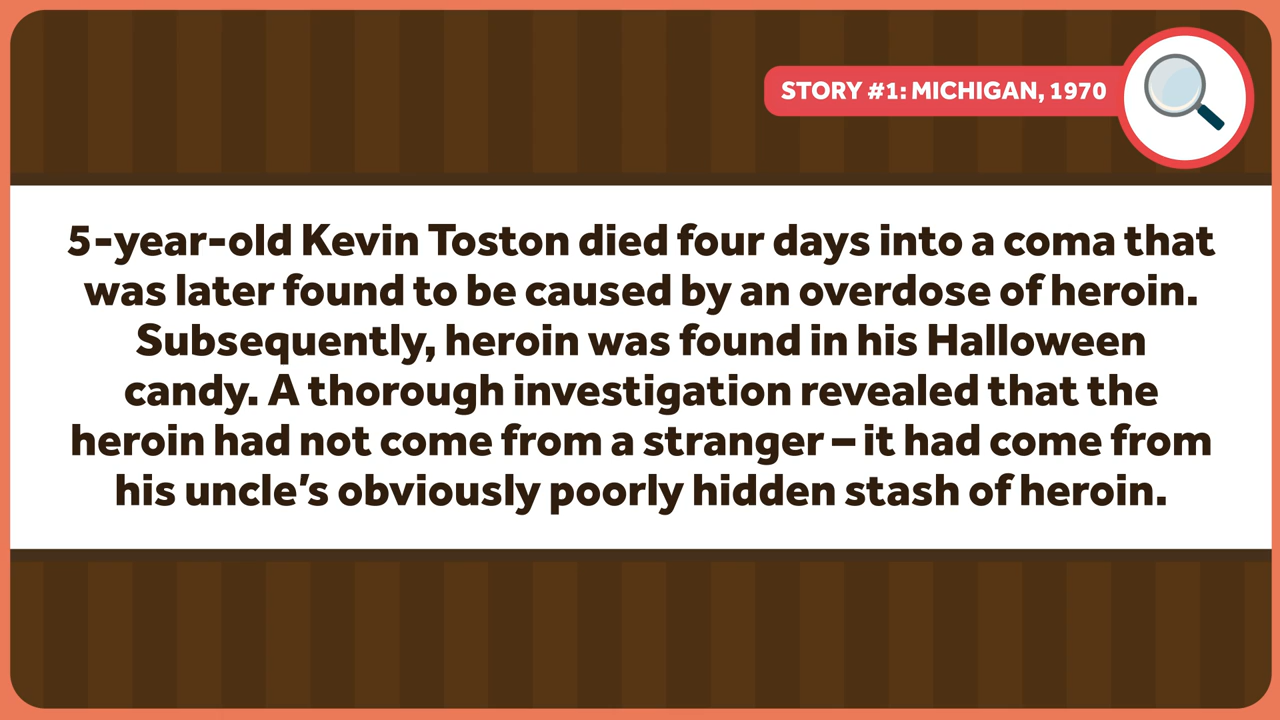 STORY #1: MICHIGAN, 1970
5-year-old Kevin Toston died four days into a coma that
was later found to be caused by an overdose of heroin.
Subsequently, heroin was found in his Halloween
candy. A thorough investigation revealed that the
heroin had not come from a stranger – it had come from
his uncle’s obviously poorly hidden stash of heroin.